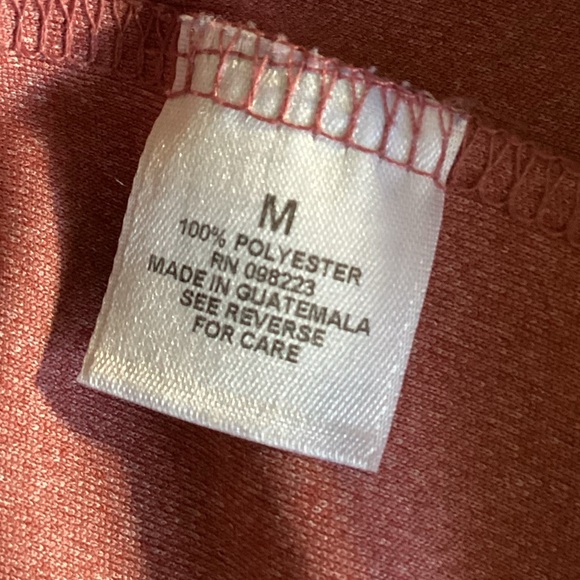 M
100% POLYESTER
RN 098223
MADE IN GUATEMALA
SEE REVERSE
FOR CARE